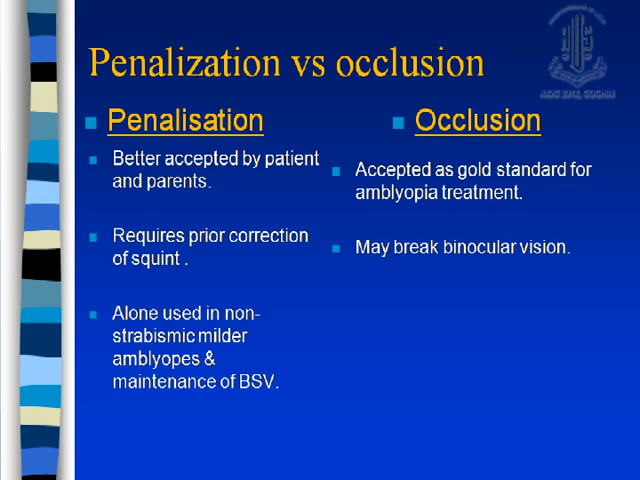 Penalization vs occlusion
Penalisation
Better accepted by patient
and parents.
Requires prior correction
of squint .
Alone used in non-
strabismic milder
amblyopes &
maintenance of BSV.
Occlusion
Accepted as gold standard for
amblyopia treatment.
May break binocular vision.
COCHIN